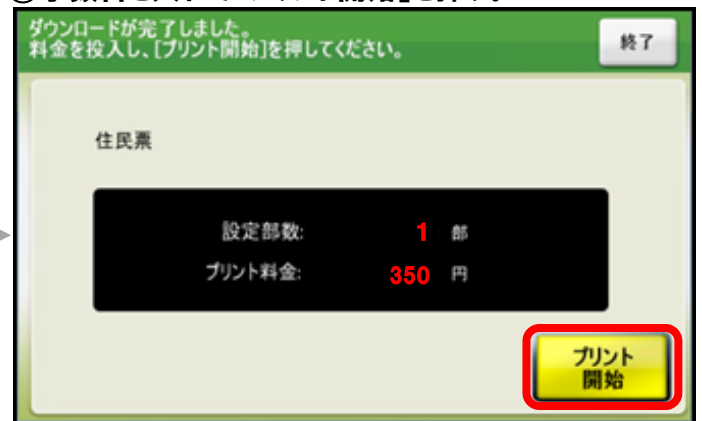 ダウンロードが完了しました。
料金を投入し、[プリント開始]を押してください。
終了
住民票
設定部数: 1 部
プリント料金: 350 円
プリント
開始